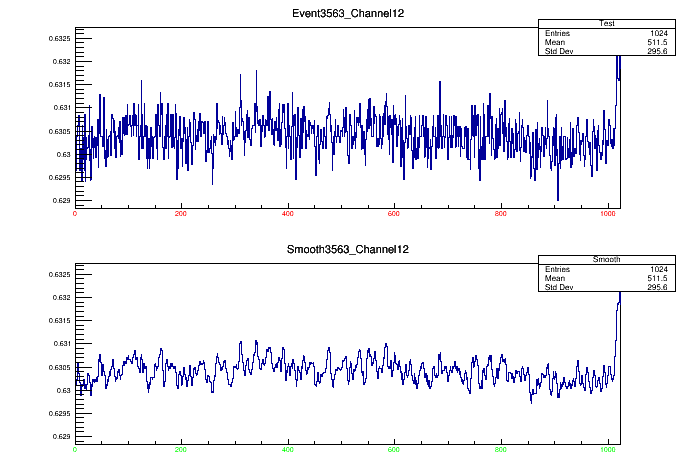 Event3563_Channel12
Test
Entries 1024
Mean 511.5
Std Dev 295.6
0.6325
0.632
0.6315
0.631
0.6305
0.63
0.6295
0.629
0 200 400 600 800 1000
Smooth3563_Channel12
Smooth
Entries 1024
Mean 511.5
Std Dev 295.6
0.6325
0.632
0.6315
0.631
0.6305
0.63
0.6295
0.629
0 200 400 600 800 1000